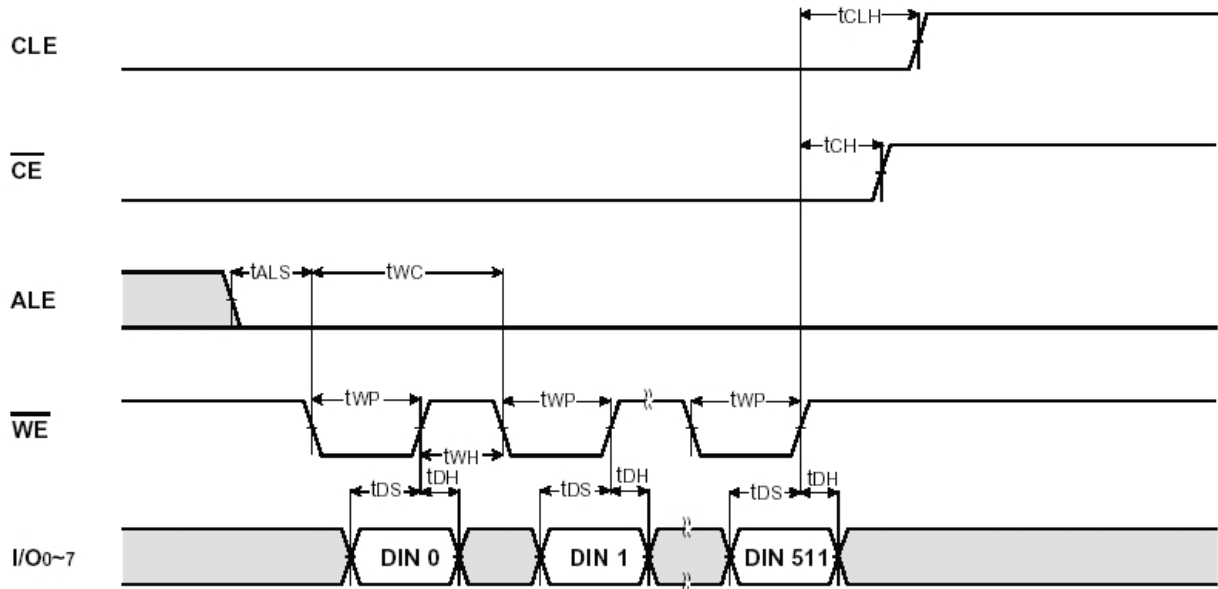 tCLH
CLE
tCH
CE
tALS
tWC
ALE
tWP
tWP
tWP
WE
tWH
tDS
tDH
tDS
tDH
tDS
tDH
I/O0~7
DIN 0
DIN 1
DIN 511